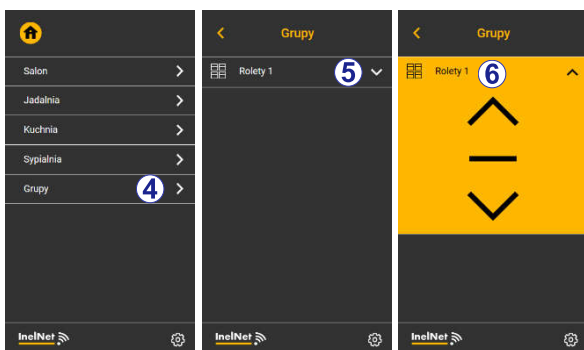 Salon
Jadalnia
Kuchnia
Sypialnia
Grupy 4
InelNet
Grupy
Rolety 1 5
InelNet
Grupy
Rolety 1 6
InelNet